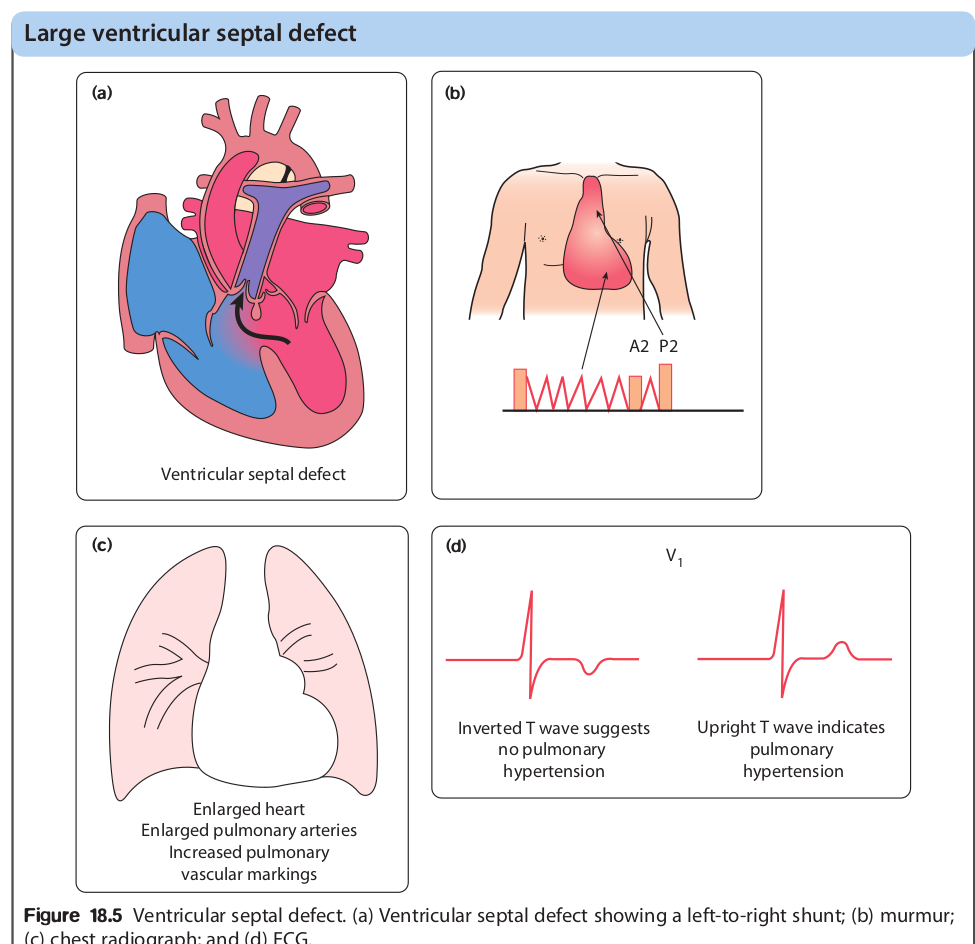 Large ventricular septal defect
(a)
Ventricular septal defect
(b)
A2 P2
(c)
Enlarged heart
Enlarged pulmonary arteries
Increased pulmonary
vascular markings
(d)
V1
Inverted T wave suggests
no pulmonary
hypertension
Upright T wave indicates
pulmonary
hypertension
Figure 18.5 Ventricular septal defect. (a) Ventricular septal defect showing a left-to-right shunt; (b) murmur;
(c) chest radiograph; and (d) ECG.